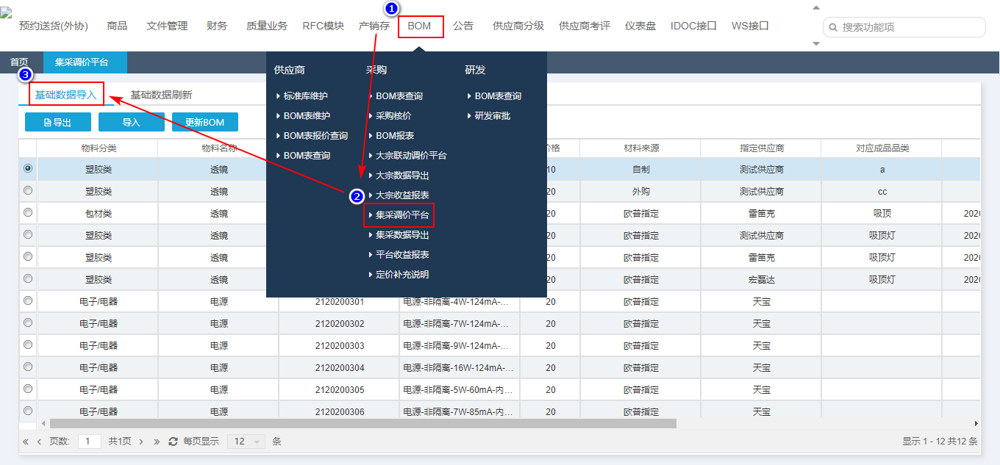 1
预约送货(外协) 商品 文件管理 财务 质量业务 RFC模块 产销存 BOM 公告 供应商分级 供应商考评 仪表盘 IDOC接口 WS接口 搜索功能项
首页 集采调价平台
3
基础数据导入 基础数据刷新
导出 导入 更新BOM
供应商
标准库维护
BOM表维护
BOM表报价查询
BOM表查询
采购
BOM表查询
采购核价
BOM报表
大宗联动调价平台
大宗数据导出
2
大宗收益报表
集采调价平台
集采数据导出
平台收益报表
定价补充说明
研发
BOM表查询
研发审批
物料分类 物料名称 价格 材料来源 指定供应商 对应成品品类
塑胶类 透镜 10 自制 测试供应商 a
塑胶类 透镜 20 外购 测试供应商 cc
包材类 透镜 20 欧普指定 雷笛克 吸顶 202
塑胶类 透镜 20 欧普指定 测试供应商 吸顶灯 202
塑胶类 透镜 20 欧普指定 雷笛克 吸顶灯 202
塑胶类 透镜 20 欧普指定 宏磊达 吸顶灯 202
电子/电器 电源 2120200301 电源-非隔离-4W-124mA-... 20 欧普指定 天宝
电子/电器 电源 2120200302 电源-非隔离-7W-124mA-... 20 欧普指定 天宝
电子/电器 电源 2120200303 电源-非隔离-9W-124mA-... 20 欧普指定 天宝
电子/电器 电源 2120200304 电源-非隔离-16W-124mA-... 20 欧普指定 天宝
电子/电器 电源 2120200305 电源-非隔离-5W-60mA-内... 20 欧普指定 天宝
电子/电器 电源 2120200306 电源-非隔离-7W-85mA-内... 20 欧普指定 天宝
« ‹ 页数: 1 共1页 › » 每页显示 12 条 显示 1 - 12 共12 条